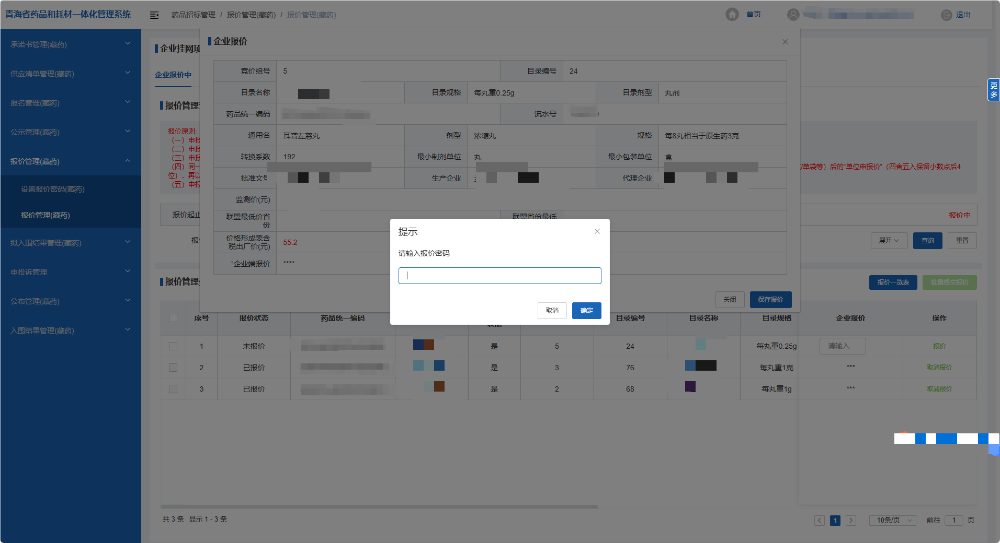 青海省药品和耗材一体化管理系统
药品招标管理 / 报价管理(藏药) / 报价管理(藏药)
首页
退出
承诺书管理(藏药)
供应清单管理(藏药)
报名管理(藏药)
公示管理(藏药)
报价管理(藏药)
设置报价密码(藏药)
报价管理(藏药)
拟入围结果管理(藏药)
申投诉管理
公布管理(藏药)
入围结果管理(藏药)
更多
企业挂网项
企业报价中
报价管理
报价原则:
（一）申报
（二）申报
（三）申报
（四）同一
/单袋等）后的“单位申报价”（四舍五入保留小数点后4
位），再以
（五）申报
报价起止
报价中
展开
查询
重置
报价管理
报价一览表
批量提交报价
企业报价
竞价组号 5 目录编号 24
目录名称 目录规格 每丸重0.25g 目录剂型 丸剂
药品统一编码 流水号
通用名 耳聋左慈丸 剂型 浓缩丸 规格 每8丸相当于原生药3克
转换系数 192 最小制剂单位 丸 最小包装单位 盒
批准文号 生产企业 代理企业
监测价(元)
联盟最低价省份 联盟省份最低
价格形成表含税出厂价(元) 55.2
*企业端报价 ****
关闭
保存报价
提示
请输入报价密码
取消
确定
序号 报价状态 药品统一编码 目录编号 目录名称 目录规格 企业报价 操作
1 未报价 是 5 24 每丸重0.25g 请输入 报价
2 已报价 是 3 76 每丸重1克 *** 取消报价
3 已报价 是 2 68 每丸重1g *** 取消报价
共 3 条 显示 1 - 3 条
1
10条/页
前往 1 页